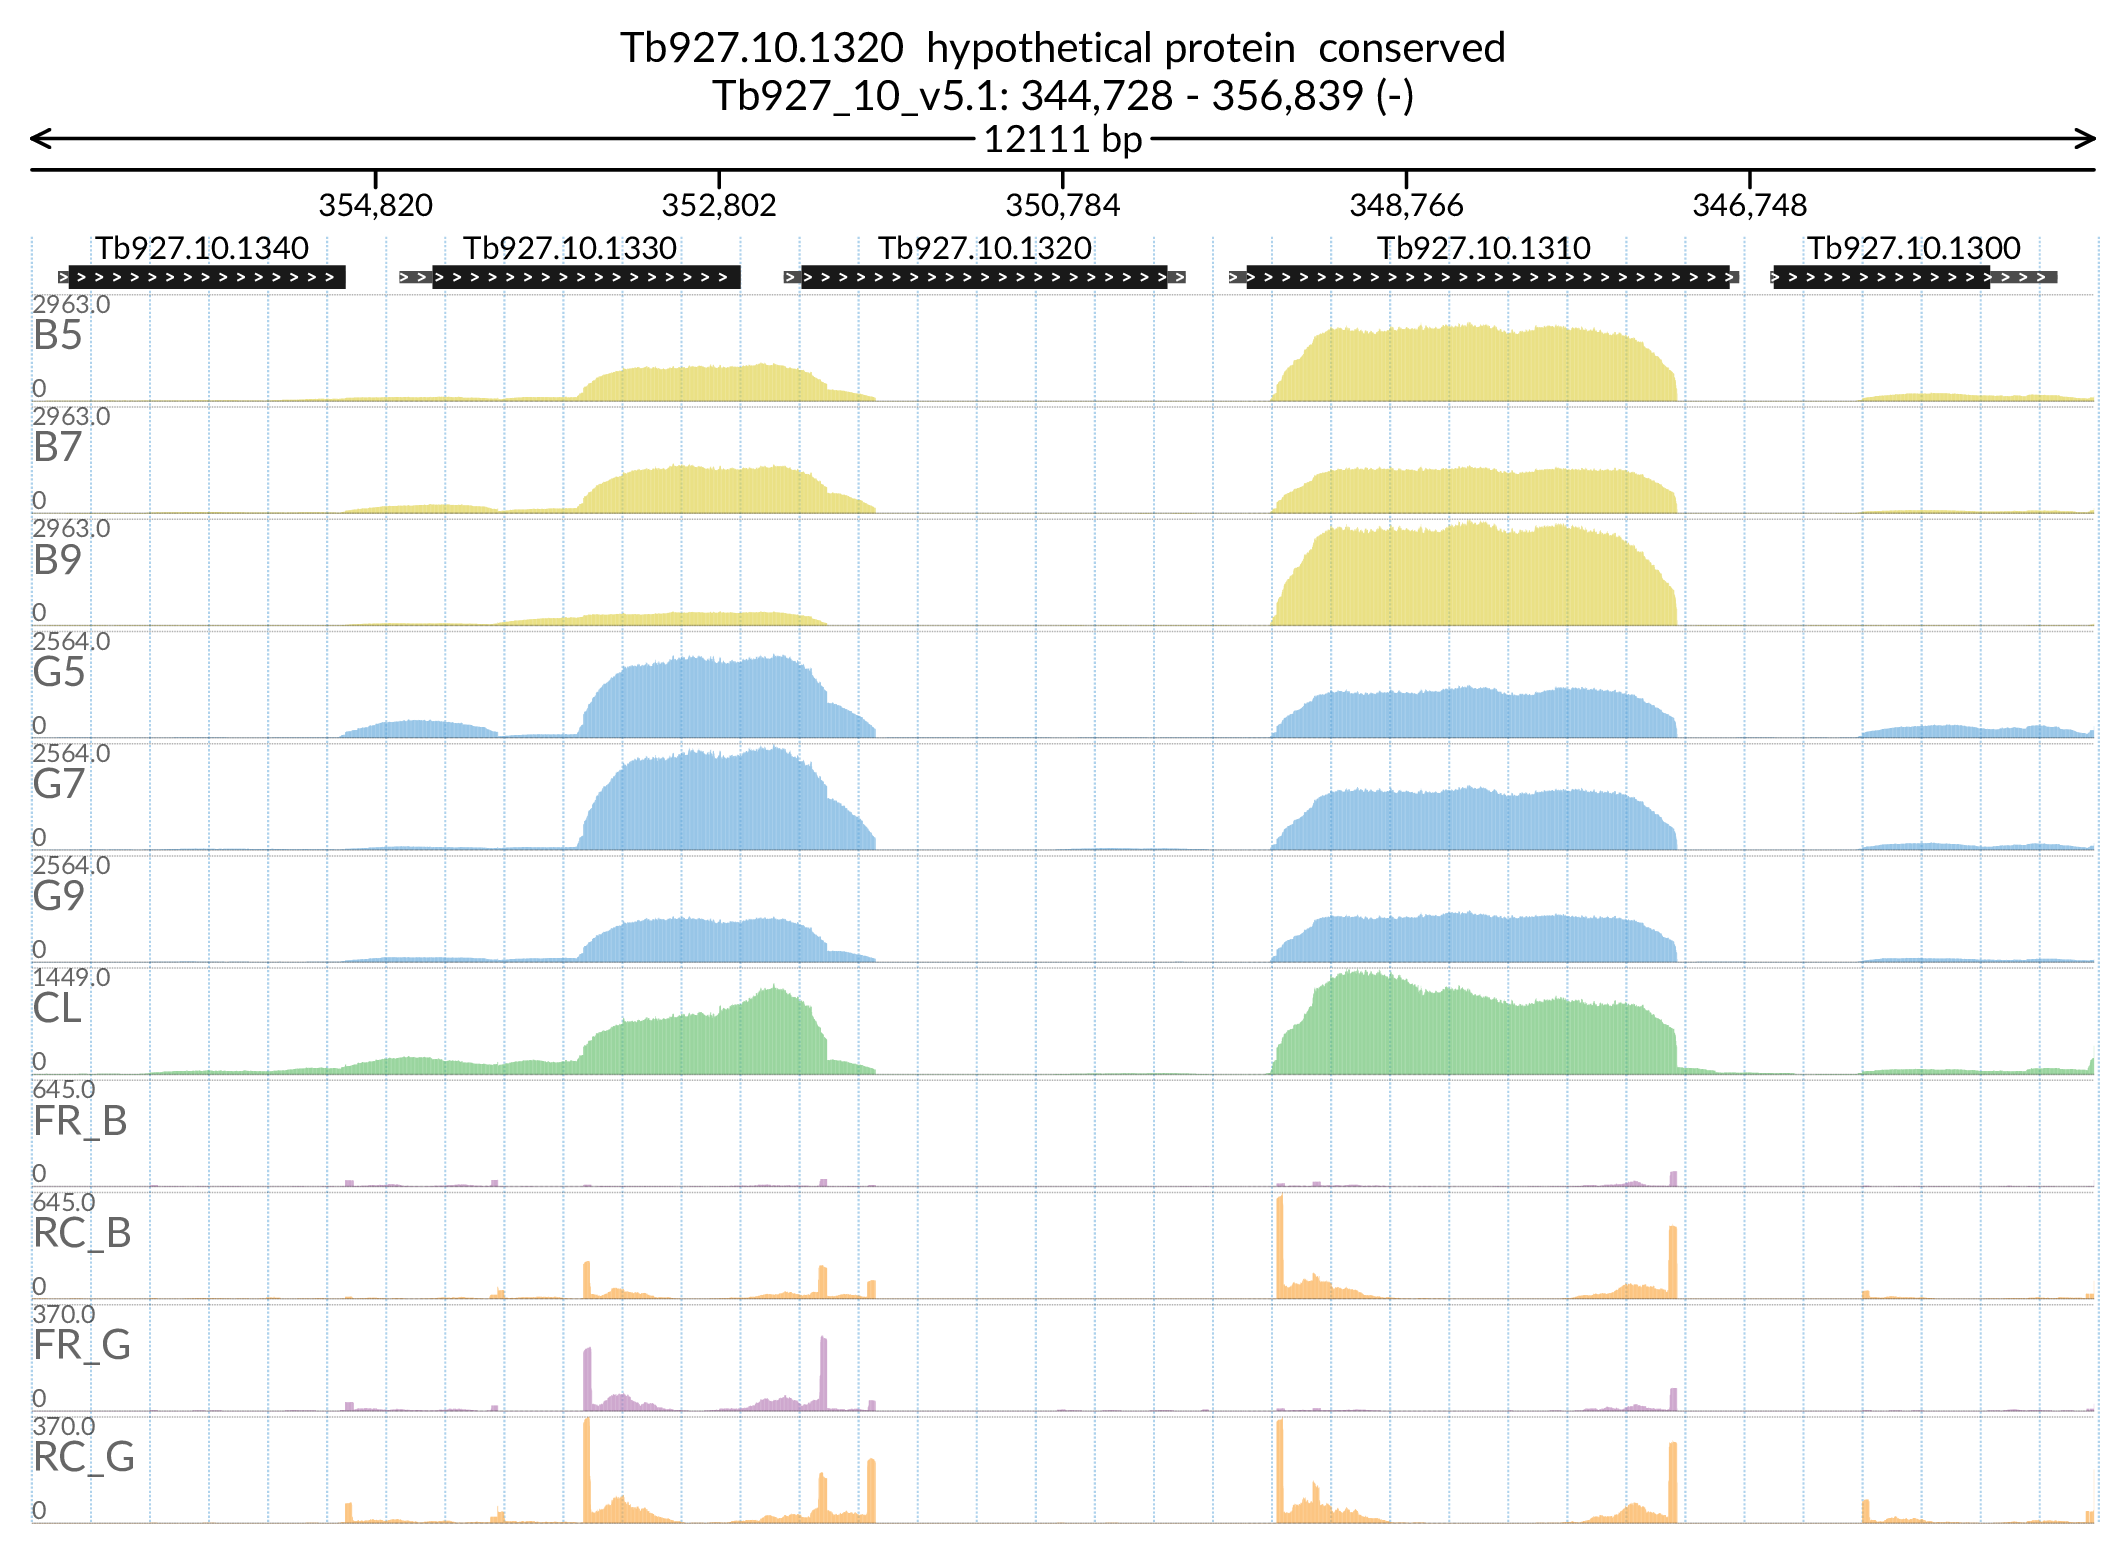 Tb927.10.1320 hypothetical protein conserved
Tb927_10_v5.1: 344,728 - 356,839 (-)
12111 bp
354,820 352,802 350,784 348,766 346,748
Tb927.10.1340 Tb927.10.1330 Tb927.10.1320 Tb927.10.1310 Tb927.10.1300
2963.0
B5
0
2963.0
B7
0
2963.0
B9
0
2564.0
G5
0
2564.0
G7
0
2564.0
G9
0
1449.0
CL
0
645.0
FR_B
0
645.0
RC_B
0
370.0
FR_G
0
370.0
RC_G
0